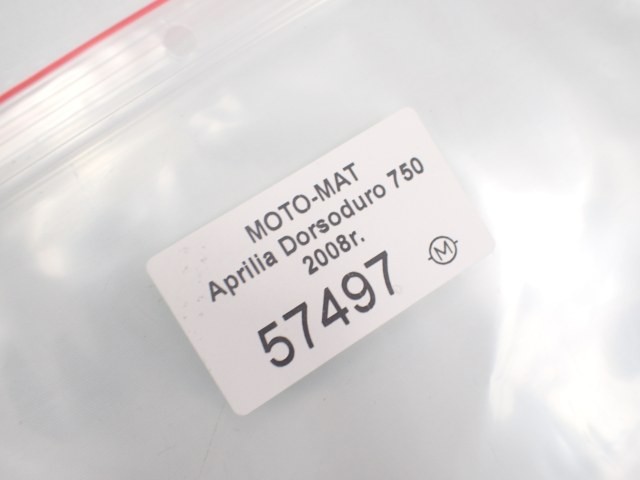 MOTO-MAT
Aprilia Dorsoduro 750
2008r.
57497
M